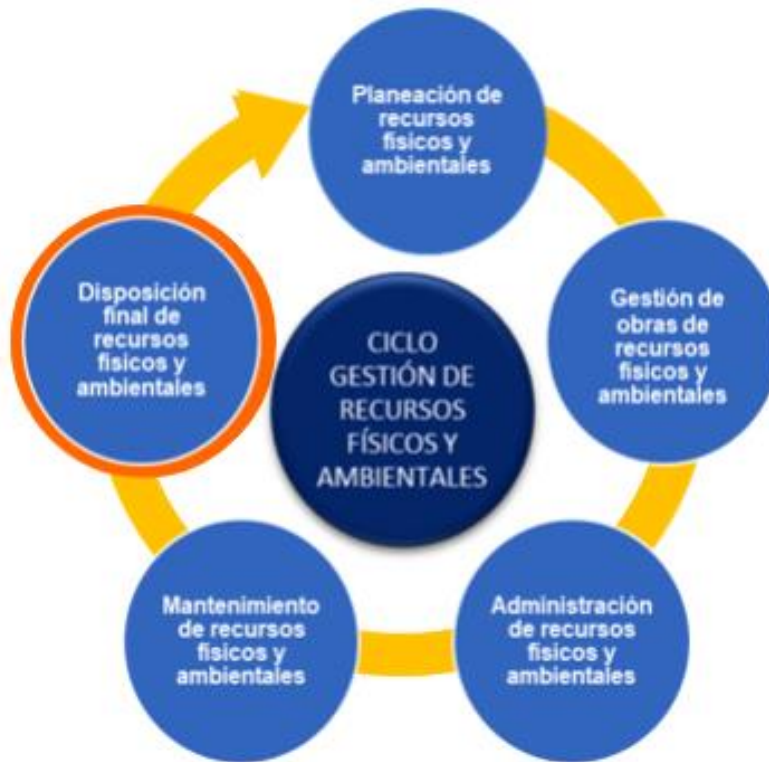 Planeación de
recursos
físicos y
ambientales
Gestión de
obras de
recursos
físicos y
ambientales
Administración
de recursos
físicos y
ambientales
Mantenimiento
de recursos
físicos y
ambientales
Disposición
final de
recursos
físicos y
ambientales
CICLO
GESTIÓN DE
RECURSOS
FÍSICOS Y
AMBIENTALES